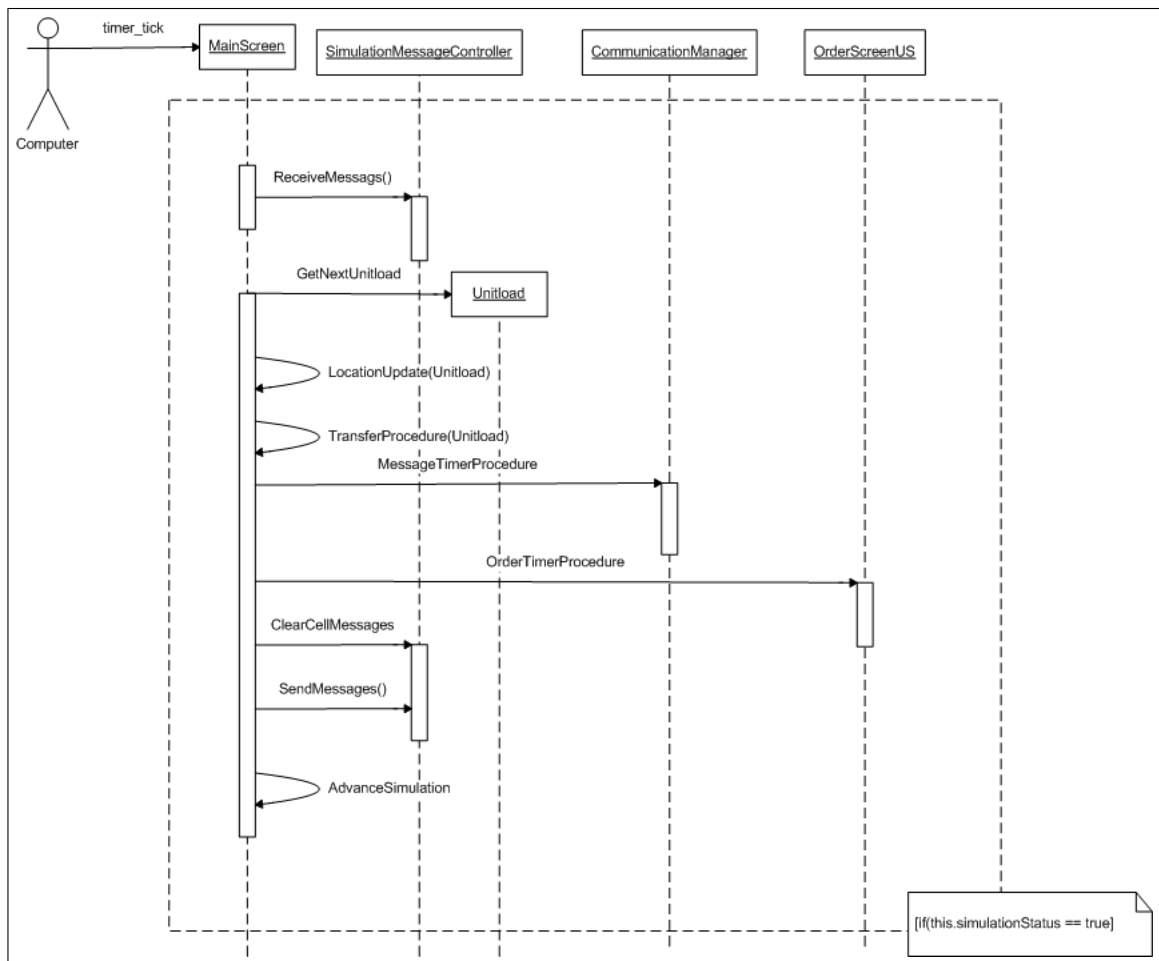 timer_tick
MainScreen
SimulationMessageController
CommunicationManager
OrderScreenUS
Computer
ReceiveMessags()
GetNextUnitload
Unitload
LocationUpdate(Unitload)
TransferProcedure(Unitload)
MessageTimerProcedure
OrderTimerProcedure
ClearCellMessages
SendMessages()
AdvanceSimulation
[if(this.simulationStatus == true]